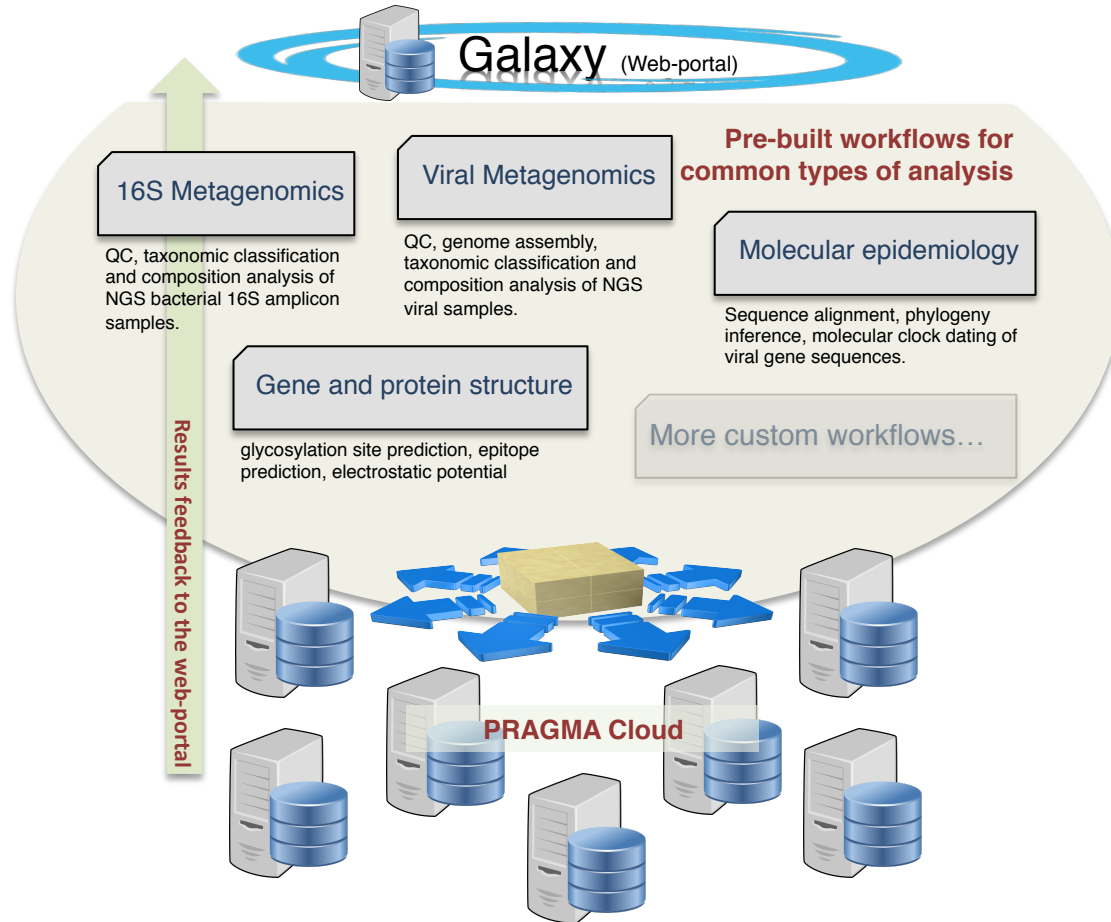 Galaxy (Web-portal)
Pre-built workflows for
common types of analysis
16S Metagenomics
QC, taxonomic classification
and composition analysis of
NGS bacterial 16S amplicon
samples.
Viral Metagenomics
QC, genome assembly,
taxonomic classification and
composition analysis of NGS
viral samples.
Molecular epidemiology
Sequence alignment, phylogeny
inference, molecular clock dating of
viral gene sequences.
Gene and protein structure
glycosylation site prediction, epitope
prediction, electrostatic potential
More custom workflows…
Results feedback to the web-portal
PRAGMA Cloud